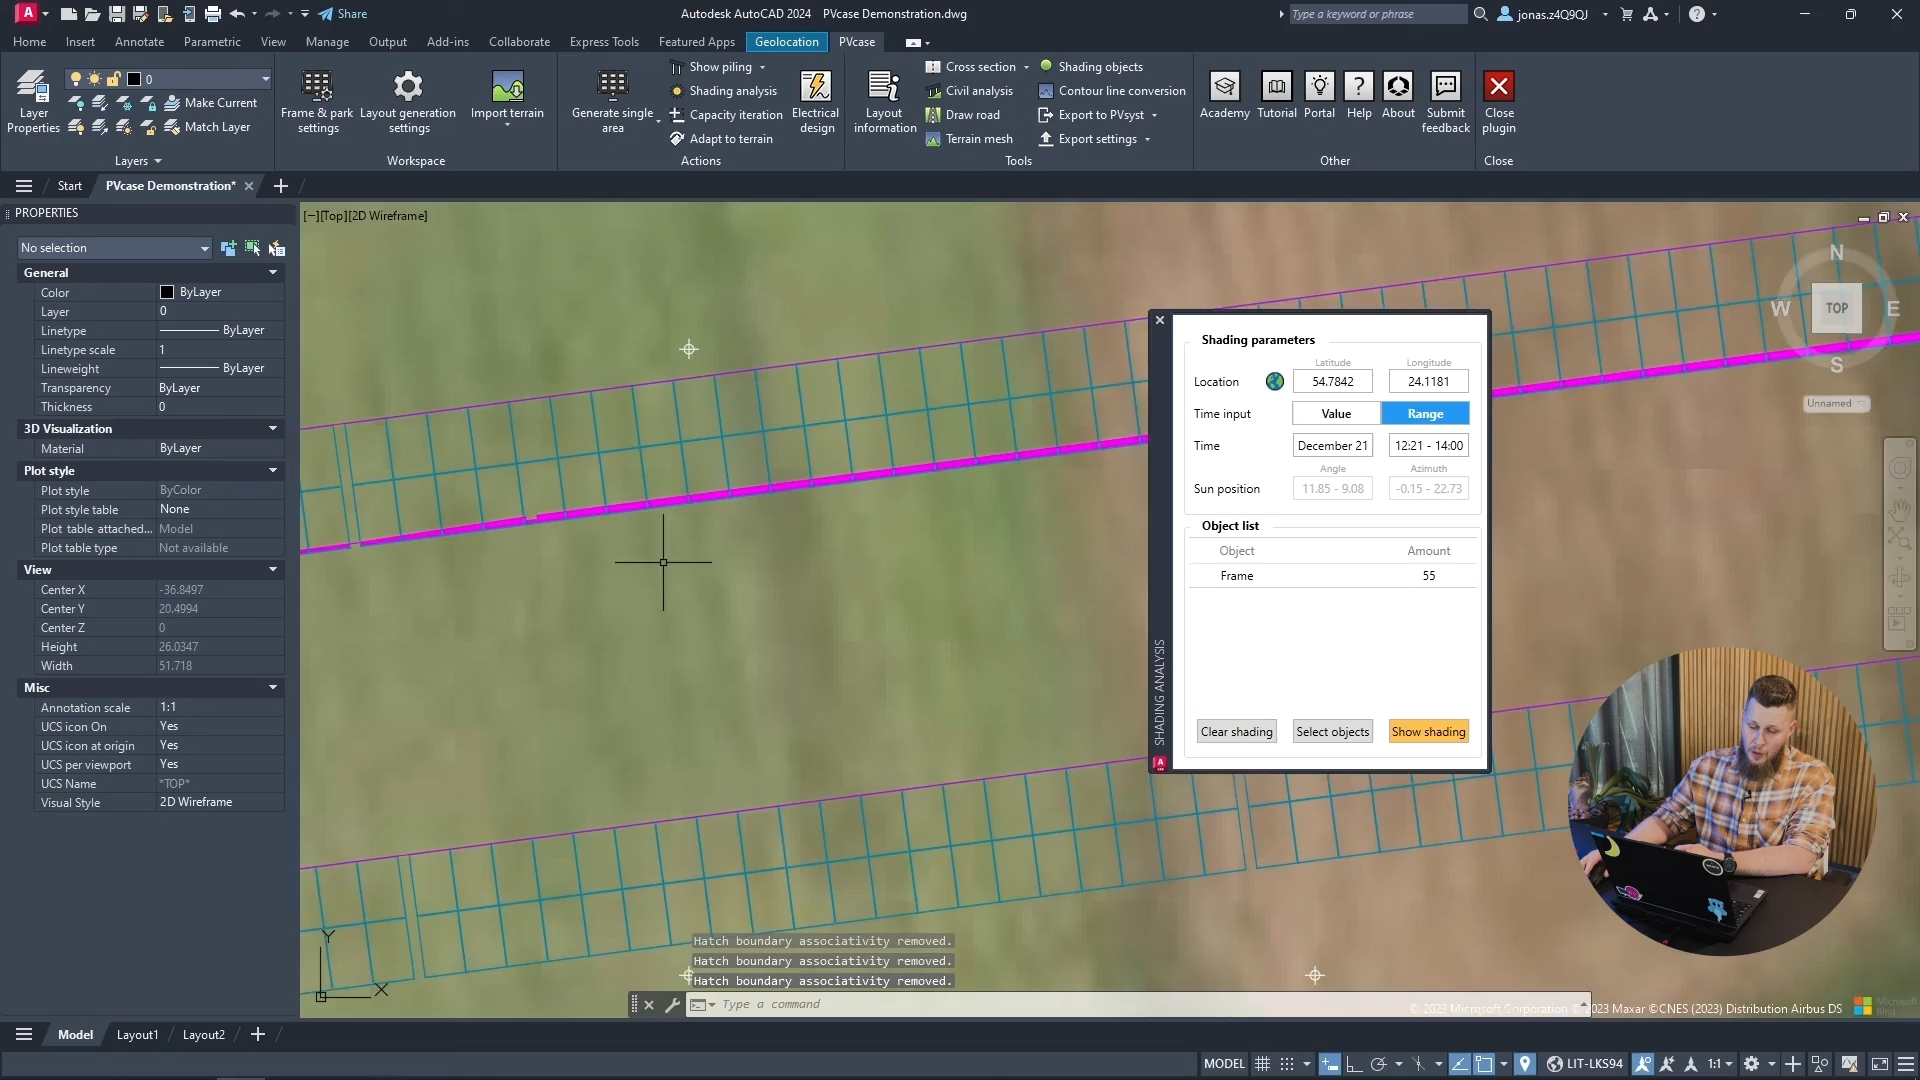 Share
Autodesk AutoCAD 2024 PVcase Demonstration.dwg
Type a keyword or phrase
jonas.z4Q9QJ
Home Insert Annotate Parametric View Manage Output Add-ins Collaborate Express Tools Featured Apps Geolocation PVcase
0
Make Current
Match Layer
Layer
Properties
Layers
Frame & park
settings
Layout generation
settings
Import terrain
Workspace
Generate single
area
Show piling
Shading analysis
Capacity iteration
Adapt to terrain
Electrical
design
Actions
Layout
information
Cross section
Civil analysis
Draw road
Terrain mesh
Shading objects
Contour line conversion
Export to PVsyst
Export settings
Tools
Academy
Tutorial
Portal
Help
About
Submit
feedback
Other
Close
plugin
Close
Start
PVcase Demonstration*
PROPERTIES
No selection
General
Color ByLayer
Layer 0
Linetype ByLayer
Linetype scale 1
Lineweight ByLayer
Transparency ByLayer
Thickness 0
3D Visualization
Material ByLayer
Plot style
Plot style ByColor
Plot style table None
Plot table attached... Model
Plot table type Not available
View
Center X -36.8497
Center Y 20.4994
Center Z 0
Height 26.0347
Width 51.718
Misc
Annotation scale 1:1
UCS icon On Yes
UCS icon at origin Yes
UCS per viewport Yes
UCS Name *TOP*
Visual Style 2D Wireframe
[−][Top][2D Wireframe]
N
W TOP E
S
Unnamed
SHADING ANALYSIS
Shading parameters
Latitude Longitude
Location 54.7842 24.1181
Time input Value Range
Time December 21 12:21 - 14:00
Angle Azimuth
Sun position 11.85 - 9.08 -0.15 - 22.73
Object list
Object Amount
Frame 55
Clear shading Select objects Show shading
Y
X
Hatch boundary associativity removed.
Hatch boundary associativity removed.
Hatch boundary associativity removed.
Type a command
© 2023 Microsoft Corporation © 2023 Maxar ©CNES (2023) Distribution Airbus DS
Microsoft
Bing
Model Layout1 Layout2
MODEL
LIT-LKS94
1:1